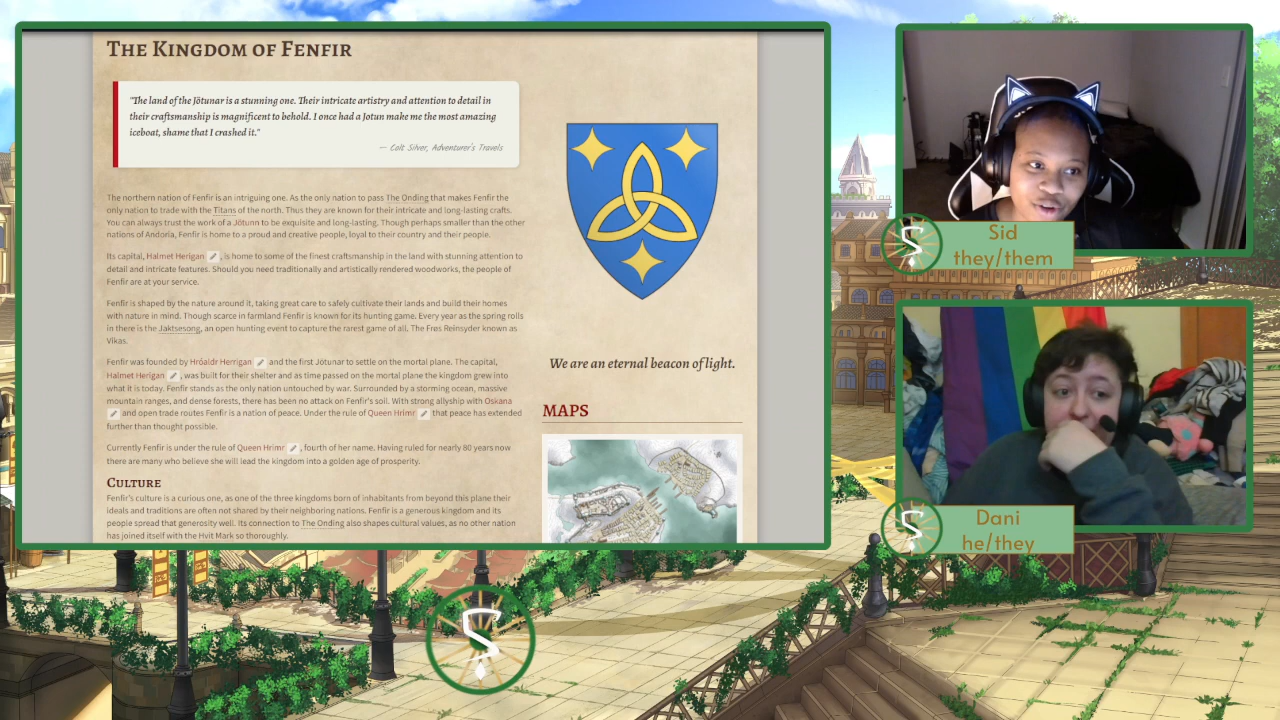 The Kingdom of Fenfir
"The land of the Jötunar is a stunning one. Their intricate artistry and attention to detail in
their craftsmanship is magnificent to behold. I once had a Jotun make me the most amazing
iceboat, shame that I crashed it."
— Colt Silver, Adventurer's Travels
The northern nation of Fenfir is an intriguing one. As the only nation to pass The Onding that makes Fenfir the
only nation to trade with the Titans of the north. Thus they are known for their intricate and long-lasting crafts.
You can always trust the work of a Jötunn to be exquisite and long-lasting. Though perhaps smaller than the other
nations of Andoria, Fenfir is home to a proud and creative people, loyal to their country and their people.
Its capital, Halmet Herigan , is home to some of the finest craftsmanship in the land with stunning attention to
detail and intricate features. Should you need traditionally and artistically rendered woodworks, the people of
Fenfir are at your service.
Fenfir is shaped by the nature around it, taking great care to safely cultivate their lands and build their homes
with nature in mind. Though scarce in farmland Fenfir is known for its hunting game. Every year as the spring rolls
in there is the Jaktsesong, an open hunting event to capture the rarest game of all. The Frøs Reinsyder known as
Vikas.
Fenfir was founded by Hróaldr Herrigan and the first Jötunar to settle on the mortal plane. The capital,
Halmet Herigan , was built for their shelter and as time passed on the mortal plane the kingdom grew into
what it is today. Fenfir stands as the only nation untouched by war. Surrounded by a storming ocean, massive
mountain ranges, and dense forests, there has been no attack on Fenfir's soil. With strong allyship with Oskana
and open trade routes Fenfir is a nation of peace. Under the rule of Queen Hrimr that peace has extended
further than thought possible.
Currently Fenfir is under the rule of Queen Hrimr , fourth of her name. Having ruled for nearly 80 years now
there are many who believe she will lead the kingdom into a golden age of prosperity.
Culture
Fenfir's culture is a curious one, as one of the three kingdoms born of inhabitants from beyond this plane their
ideals and traditions are often not shared by their neighboring nations. Fenfir is a generous kingdom and its
people spread that generosity well. Its connection to The Onding also shapes cultural values, as no other nation
has joined itself with the Hvit Mark so thoroughly.
We are an eternal beacon of light.
MAPS
S
Sid
they/them
S
Dani
he/they
S